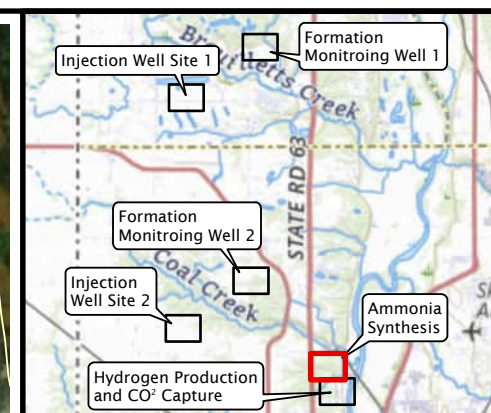 Formation
Monitroing Well 1
Injection Well Site 1
Brouilletts Creek
STATE RD 63
Formation
Monitroing Well 2
Coal Creek
Injection
Well Site 2
Ammonia
Synthesis
Hydrogen Production
and CO² Capture